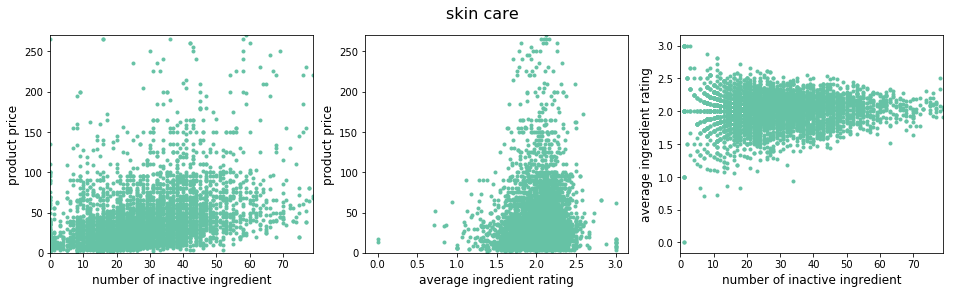 skin care
250
200
150
100
50
0
product price
0 10 20 30 40 50 60 70
number of inactive ingredient
250
200
150
100
50
0
product price
0.0 0.5 1.0 1.5 2.0 2.5 3.0
average ingredient rating
3.0
2.5
2.0
1.5
1.0
0.5
0.0
average ingredient rating
0 10 20 30 40 50 60 70
number of inactive ingredient